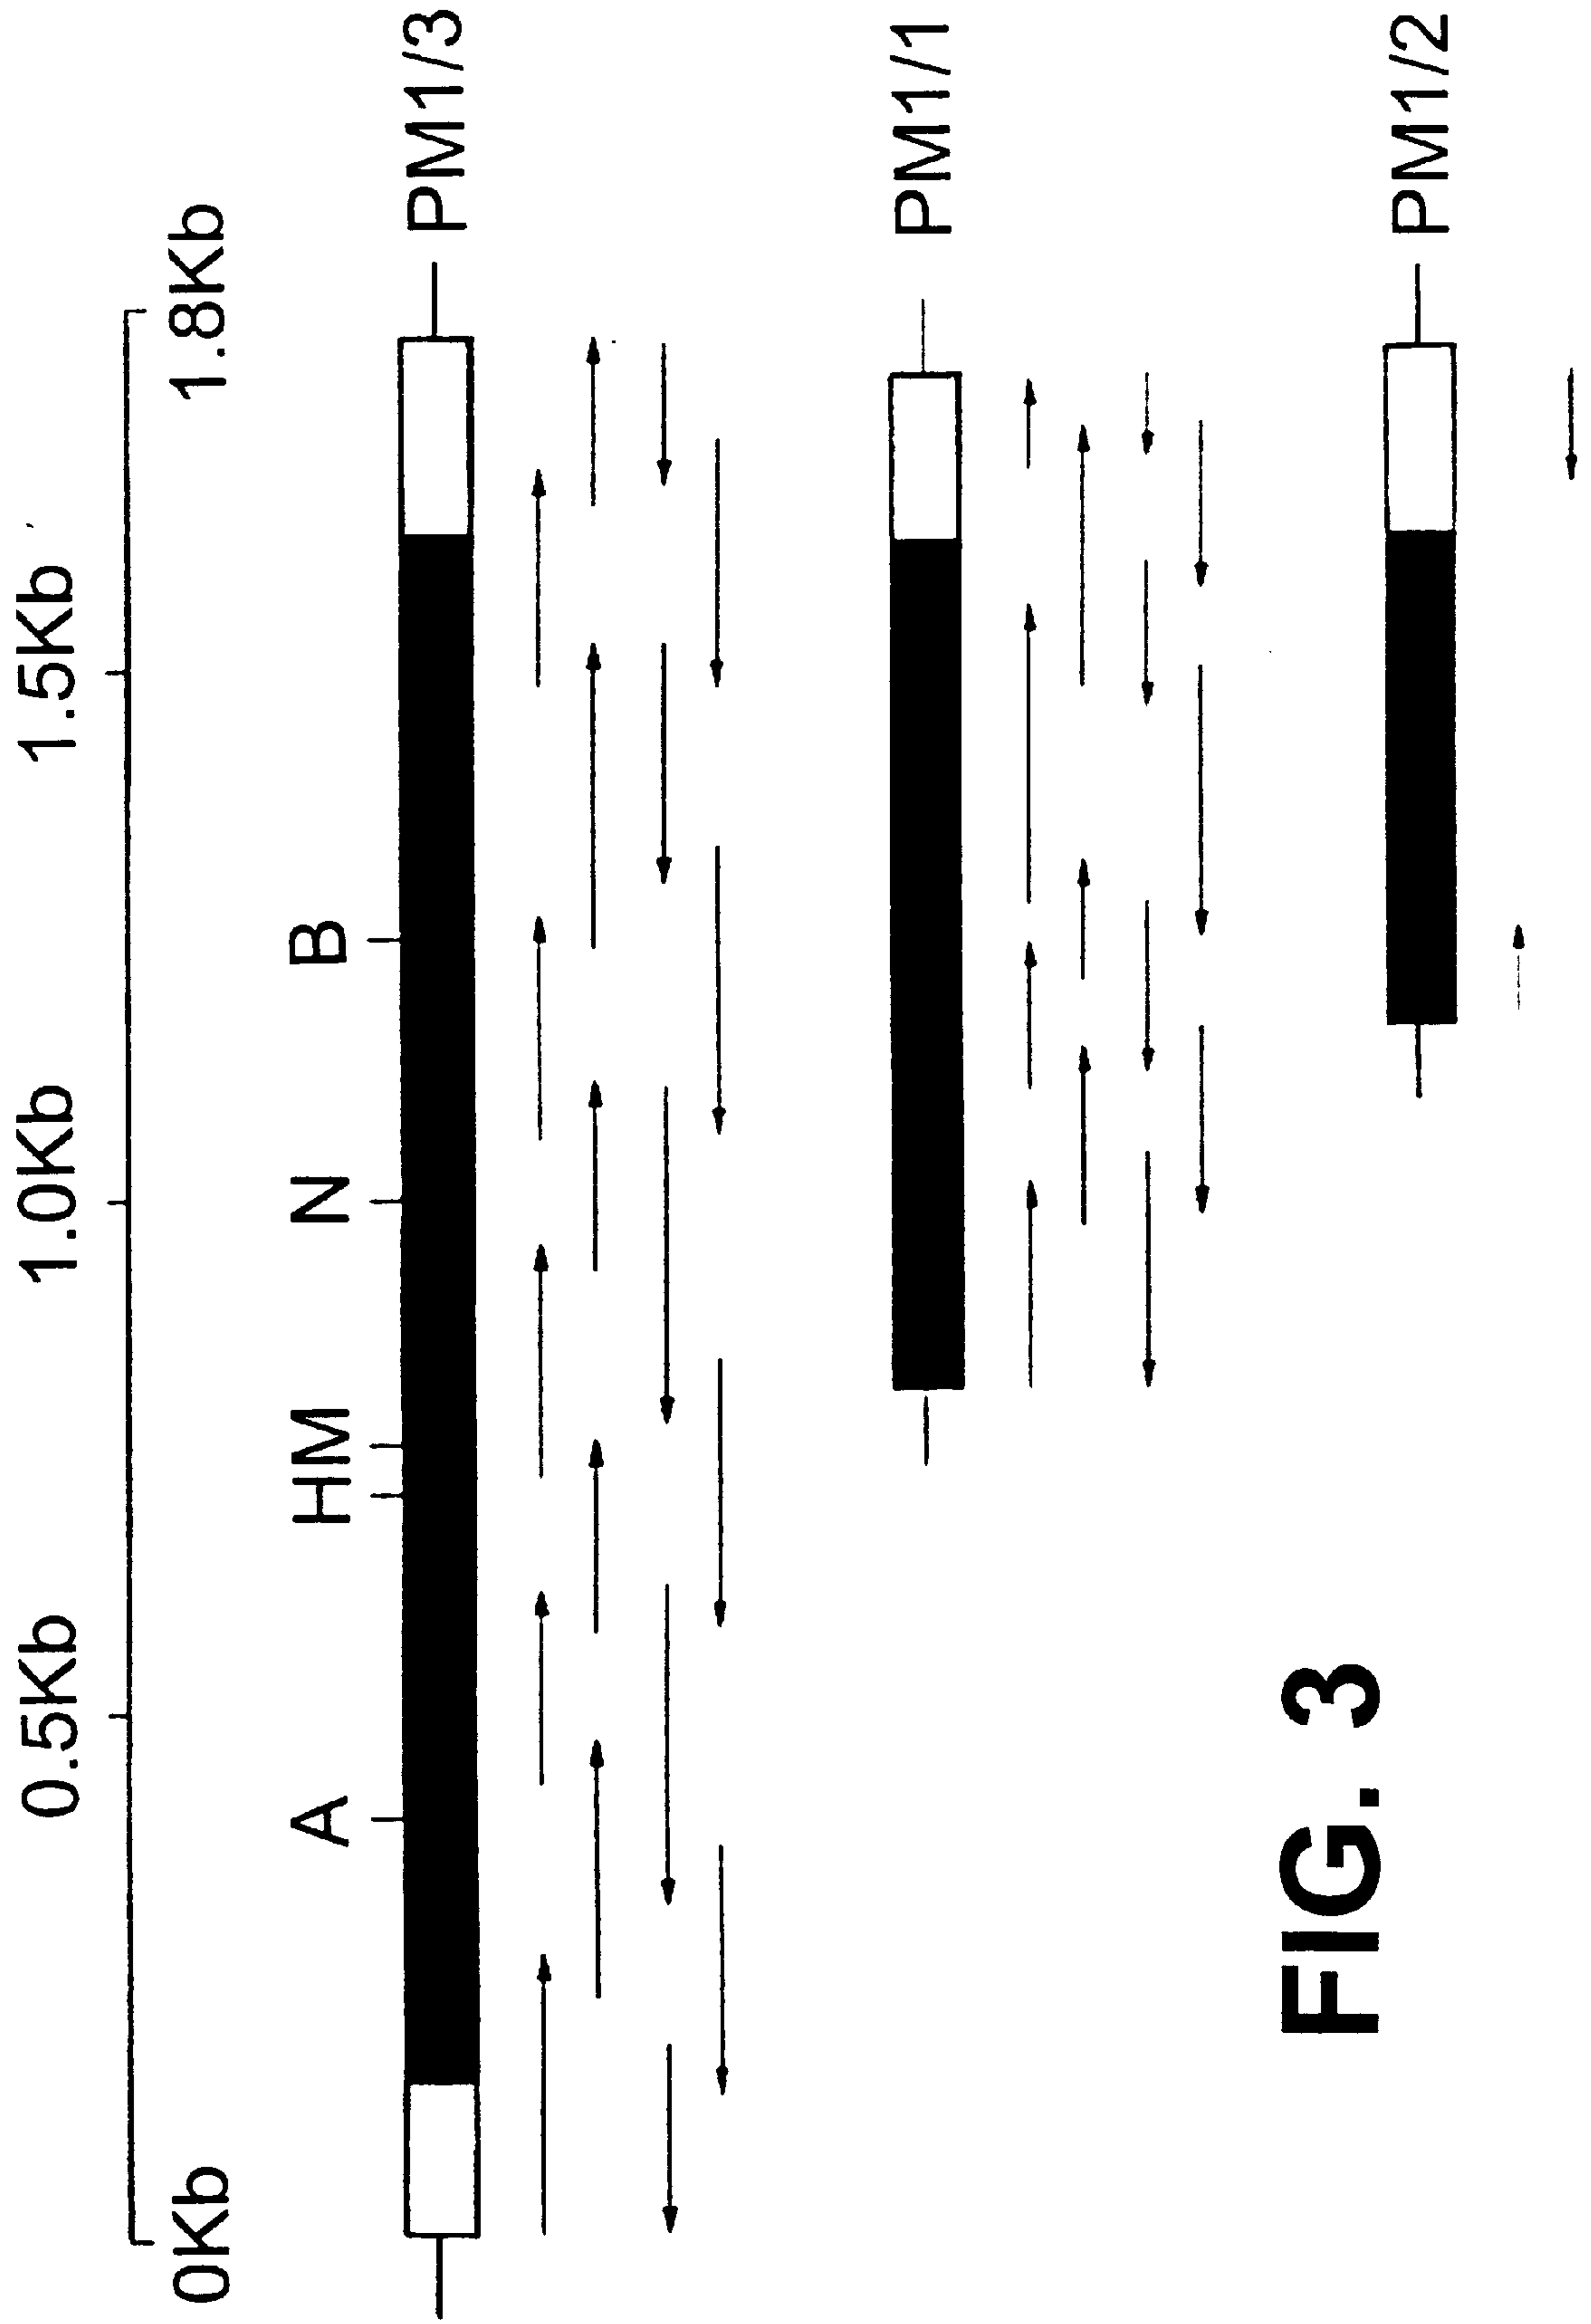 0Kb 0.5Kb 1.0Kb 1.5Kb 1.8Kb
A HM N B
PM1/3
PM1/1
PM1/2
FIG. 3